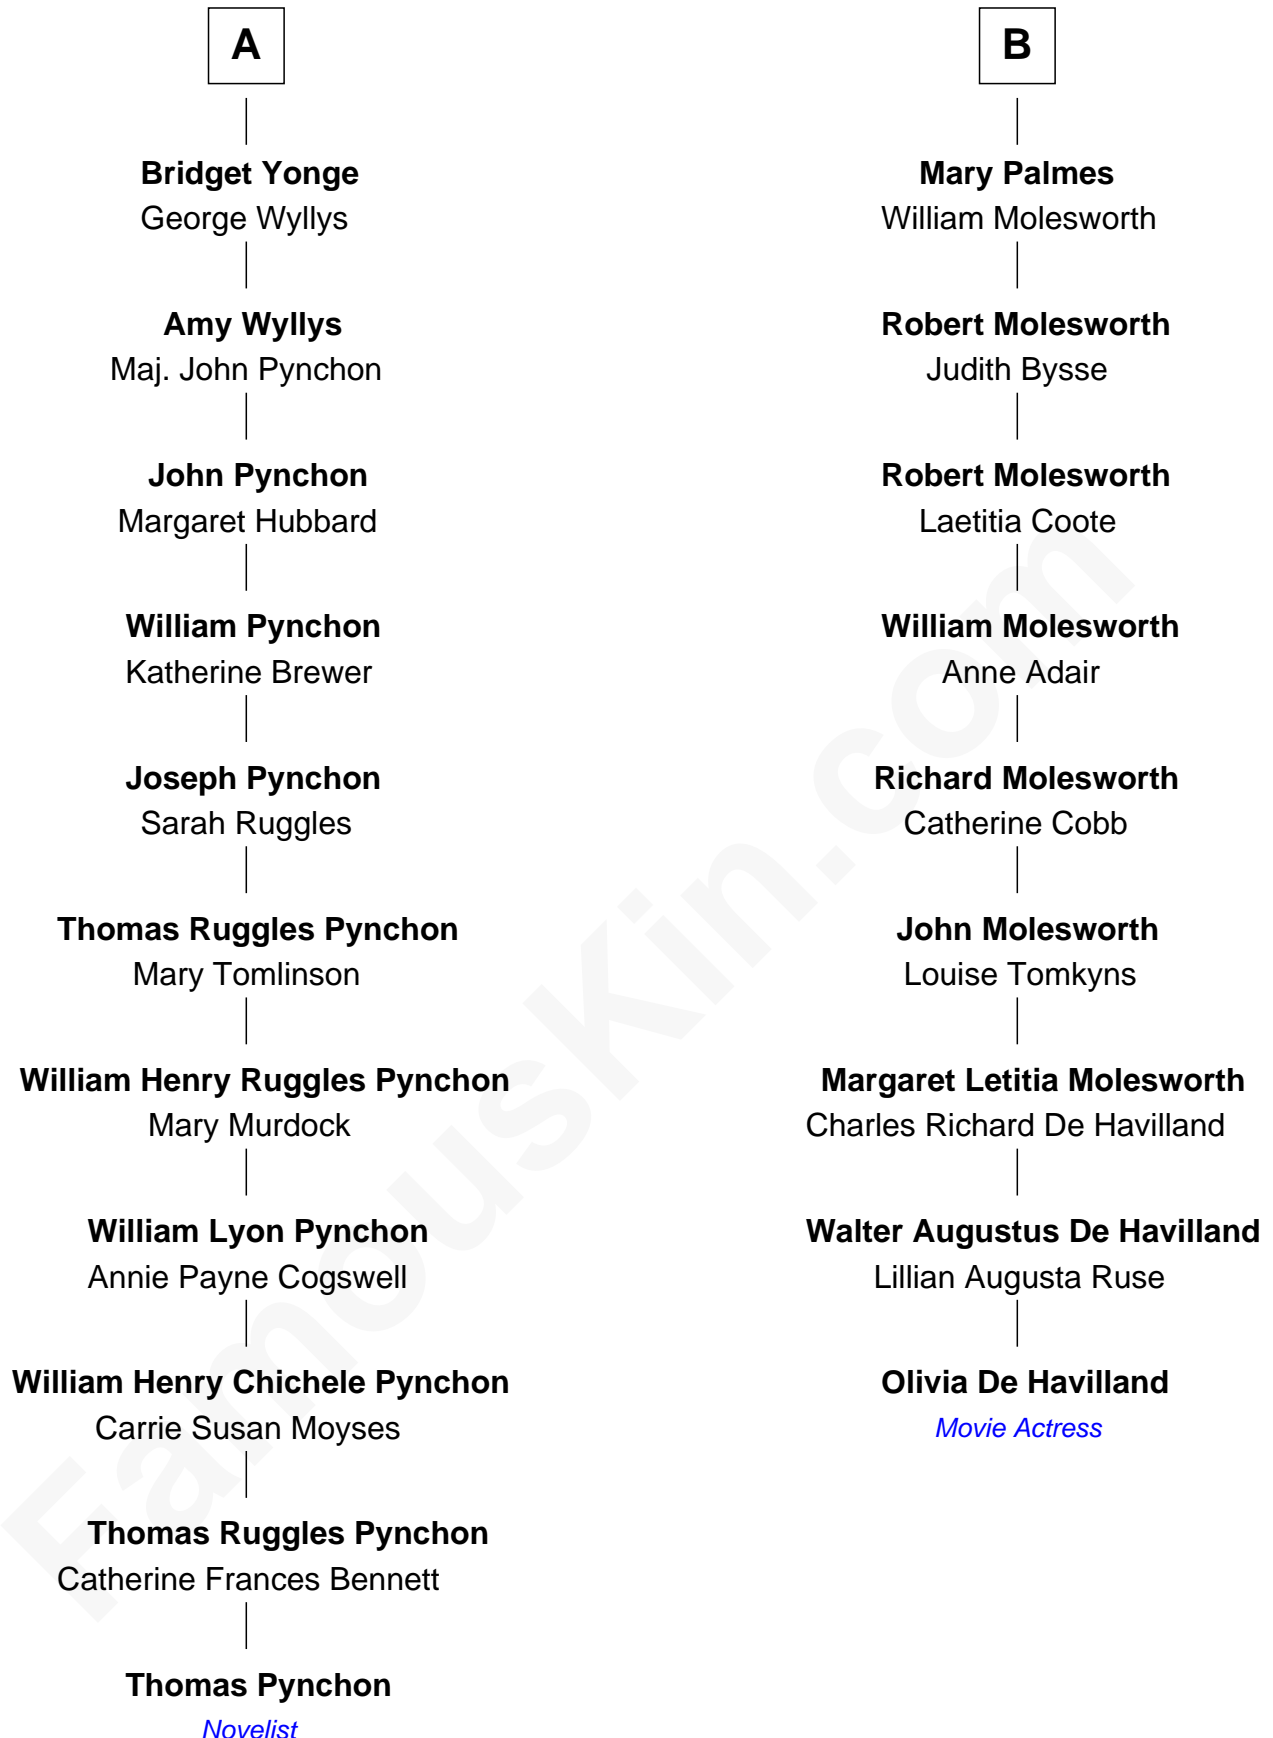 A
Bridget Yonge
George Wyllys
Amy Wyllys
Maj. John Pynchon
John Pynchon
Margaret Hubbard
William Pynchon
Katherine Brewer
Joseph Pynchon
Sarah Ruggles
Thomas Ruggles Pynchon
Mary Tomlinson
William Henry Ruggles Pynchon
Mary Murdock
William Lyon Pynchon
Annie Payne Cogswell
William Henry Chichele Pynchon
Carrie Susan Moyses
Thomas Ruggles Pynchon
Catherine Frances Bennett
Thomas Pynchon
Novelist
B
Mary Palmes
William Molesworth
Robert Molesworth
Judith Bysse
Robert Molesworth
Laetitia Coote
William Molesworth
Anne Adair
Richard Molesworth
Catherine Cobb
John Molesworth
Louise Tomkyns
Margaret Letitia Molesworth
Charles Richard De Havilland
Walter Augustus De Havilland
Lillian Augusta Ruse
Olivia De Havilland
Movie Actress
FamousKin.com